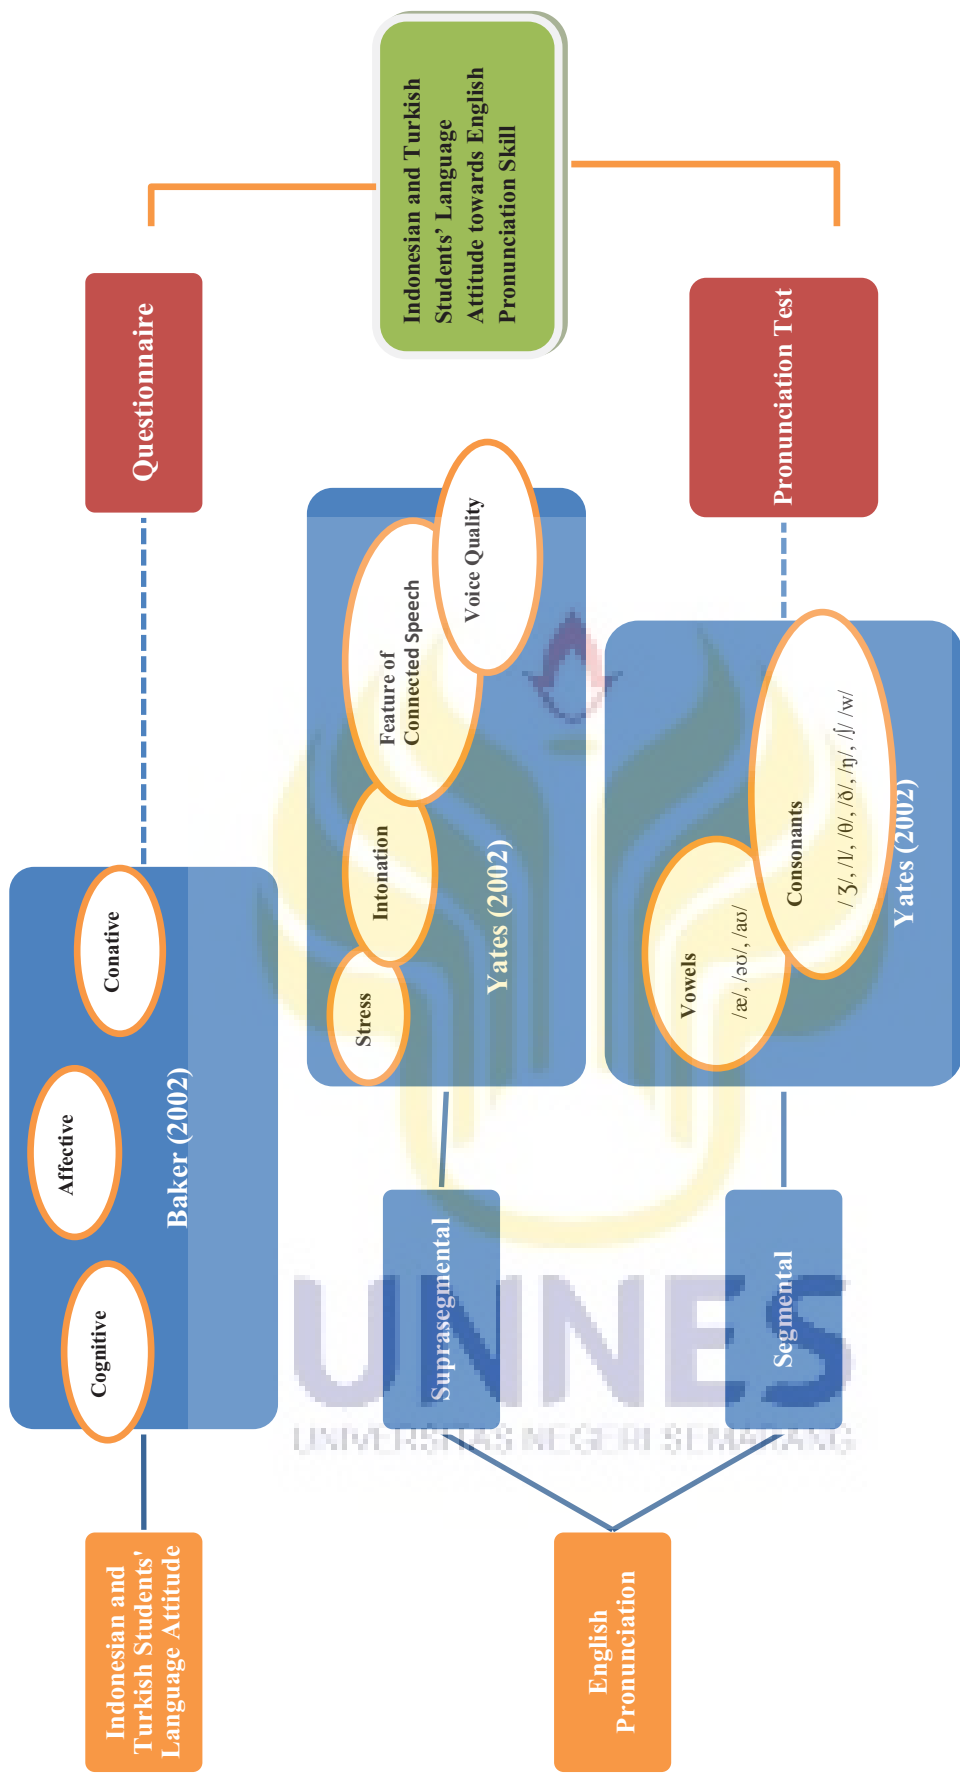 Indonesian and
Turkish Students'
Language Attitude
Cognitive
Affective
Conative
Baker (2002)
Questionnaire
English
Pronunciation
Suprasegmental
Stress
Intonation
Feature of
Connected Speech
Voice Quality
Yates (2002)
Segmental
Vowels
/æ/, /əʊ/, /aʊ/
Consonants
/ʒ/, /l/, /θ/, /ð/, /ŋ/, /ʃ/ /w/
Yates (2002)
Pronunciation Test
Indonesian and Turkish
Students’ Language
Attitude towards English
Pronunciation Skill
UNNES
UNIVERSITAS NEGERI SEMARANG